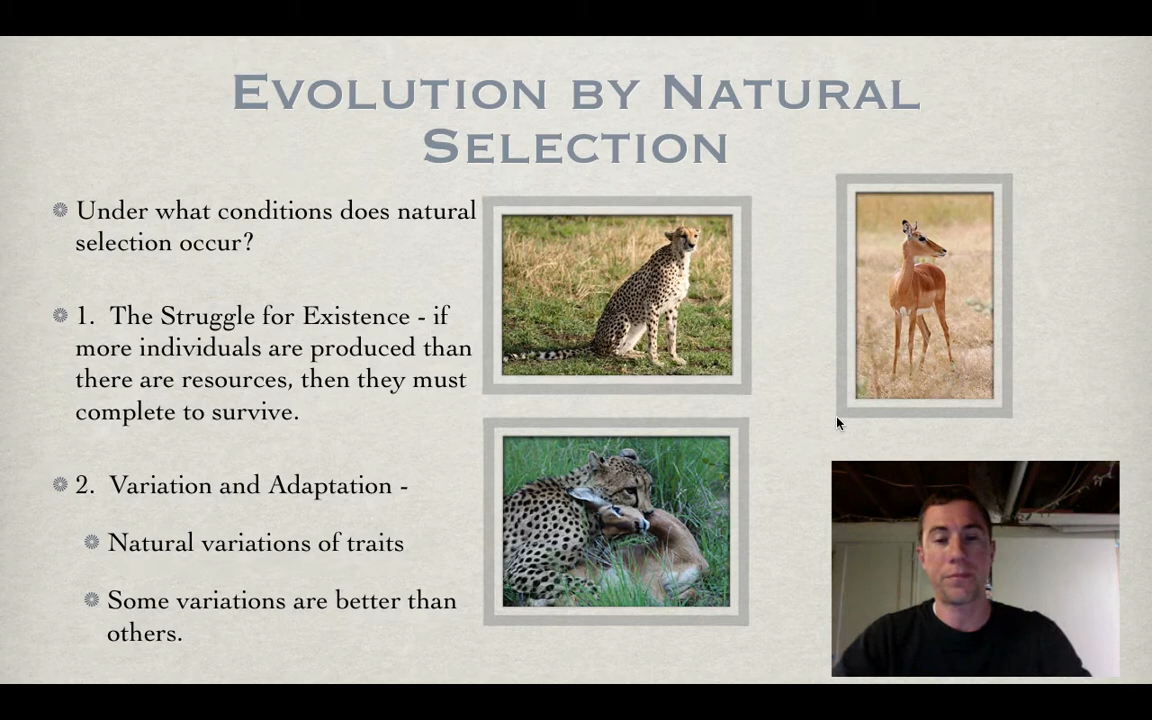 Evolution by Natural
Selection
Under what conditions does natural
selection occur?
1. The Struggle for Existence - if
more individuals are produced than
there are resources, then they must
complete to survive.
2. Variation and Adaptation -
Natural variations of traits
Some variations are better than
others.